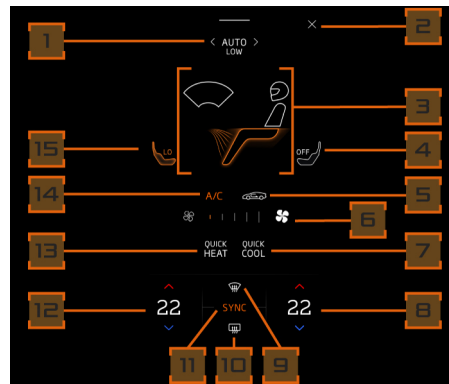 1
2
< AUTO >
LOW
3
15
LO
OFF
4
14
A/C
5
6
13
QUICK
HEAT
QUICK
COOL
7
12
22
SYNC
22
8
11
10
9